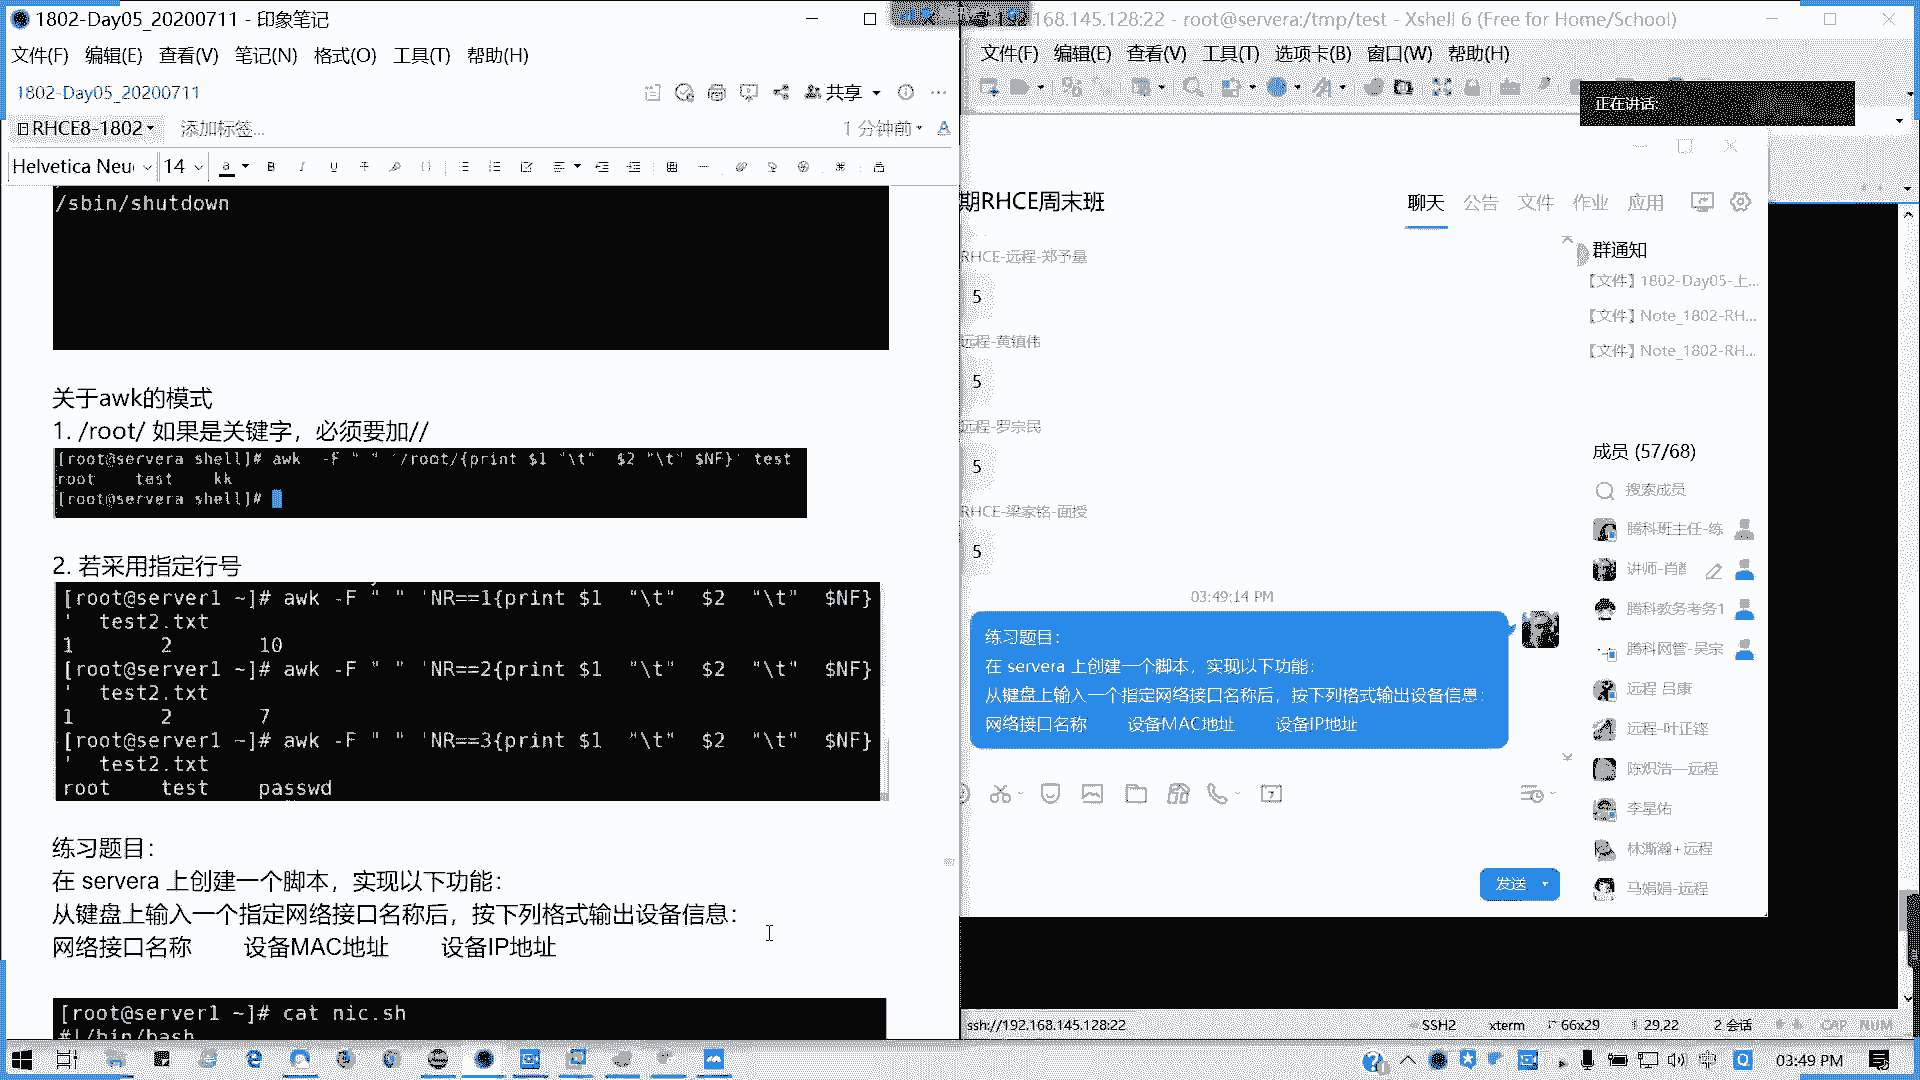 1802-Day05_20200711 - 印象笔记
文件(F) 编辑(E) 查看(V) 笔记(N) 格式(O) 工具(T) 帮助(H)
1802-Day05_20200711
共享
RHCE8-1802
添加标签...
1 分钟前
Helvetica Neu 14
/sbin/shutdown
关于awk的模式
1. /root/ 如果是关键字，必须要加//
[root@servera shell]# awk -F " " '/root/{print $1 "\t" $2 "\t" $NF}' test
root test kk
[root@servera shell]#
2. 若采用指定行号
[root@server1 ~]# awk -F " " 'NR==1{print $1 "\t" $2 "\t" $NF}
' test2.txt
1 2 10
[root@server1 ~]# awk -F " " 'NR==2{print $1 "\t" $2 "\t" $NF}
' test2.txt
1 2 7
[root@server1 ~]# awk -F " " 'NR==3{print $1 "\t" $2 "\t" $NF}
' test2.txt
root test passwd
练习题目：
在 servera 上创建一个脚本，实现以下功能：
从键盘上输入一个指定网络接口名称后，按下列格式输出设备信息：
网络接口名称 设备MAC地址 设备IP地址
[root@server1 ~]# cat nic.sh
#!/bin/bash
192.168.145.128:22 - root@servera:/tmp/test - Xshell 6 (Free for Home/School)
文件(F) 编辑(E) 查看(V) 工具(T) 选项卡(B) 窗口(W) 帮助(H)
正在讲话:
期RHCE周末班
聊天 公告 文件 作业 应用
RHCE-远程-郑予量
5
远程-黄镇伟
5
远程-罗宗民
5
RHCE-梁家铭-面授
5
03:49:14 PM
练习题目：
在 servera 上创建一个脚本，实现以下功能：
从键盘上输入一个指定网络接口名称后，按下列格式输出设备信息：
网络接口名称 设备MAC地址 设备IP地址
发送
群通知
【文件】1802-Day05-上...
【文件】Note_1802-RH...
【文件】Note_1802-RH...
成员 (57/68)
搜索成员
腾科班主任-练
讲师-肖
腾科教务考务1
腾科网管-吴宗
远程 吕康
远程-叶正铎
陈炽浩—远程
李星佑
林澌瀚+远程
马娟娟-远程
ssh://192.168.145.128:22
SSH2 xterm 66x29 29,22 2 会话 CAP NUM
03:49 PM